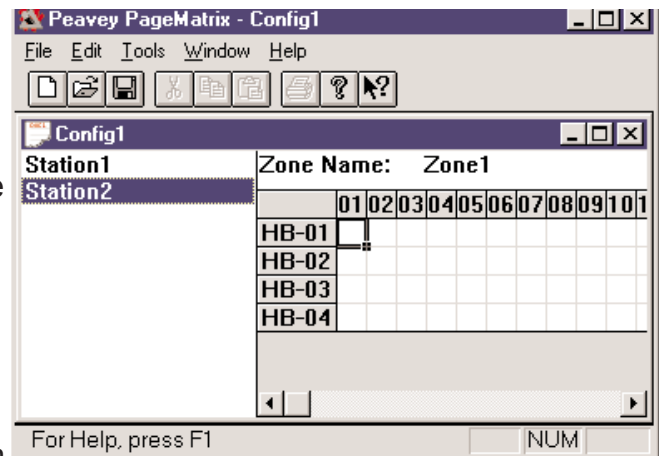 Peavey PageMatrix - Config1
File Edit Tools Window Help
Config1
Station1
Station2
Zone Name: Zone1
01 02 03 04 05 06 07 08 09 10 1
HB-01
HB-02
HB-03
HB-04
For Help, press F1
NUM